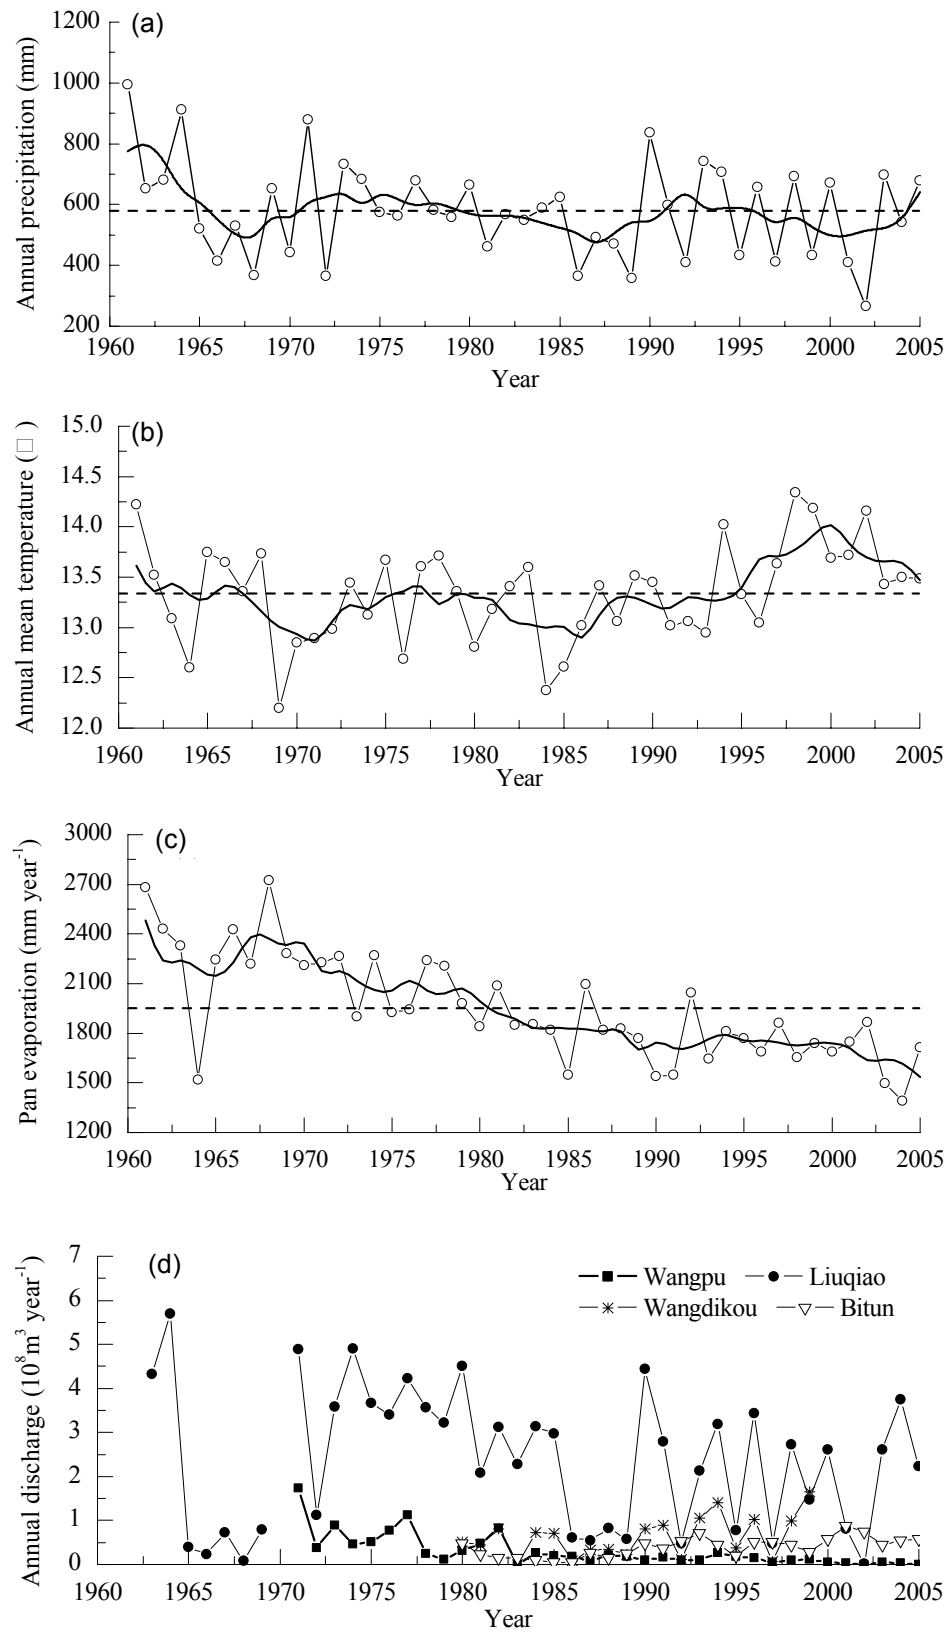 (a)
Annual precipitation (mm)
1200
1000
800
600
400
200
1960 1965 1970 1975 1980 1985 1990 1995 2000 2005
Year
(b)
Annual mean temperature (□ )
15.0
14.5
14.0
13.5
13.0
12.5
12.0
1960 1965 1970 1975 1980 1985 1990 1995 2000 2005
Year
(c)
Pan evaporation (mm year⁻¹)
3000
2700
2400
2100
1800
1500
1200
1960 1965 1970 1975 1980 1985 1990 1995 2000 2005
Year
(d)
Annual discharge (10⁸m³ year⁻¹)
7
6
5
4
3
2
1
0
Wangpu Liuqiao
Wangdikou Bitun
1960 1965 1970 1975 1980 1985 1990 1995 2000 2005
Year